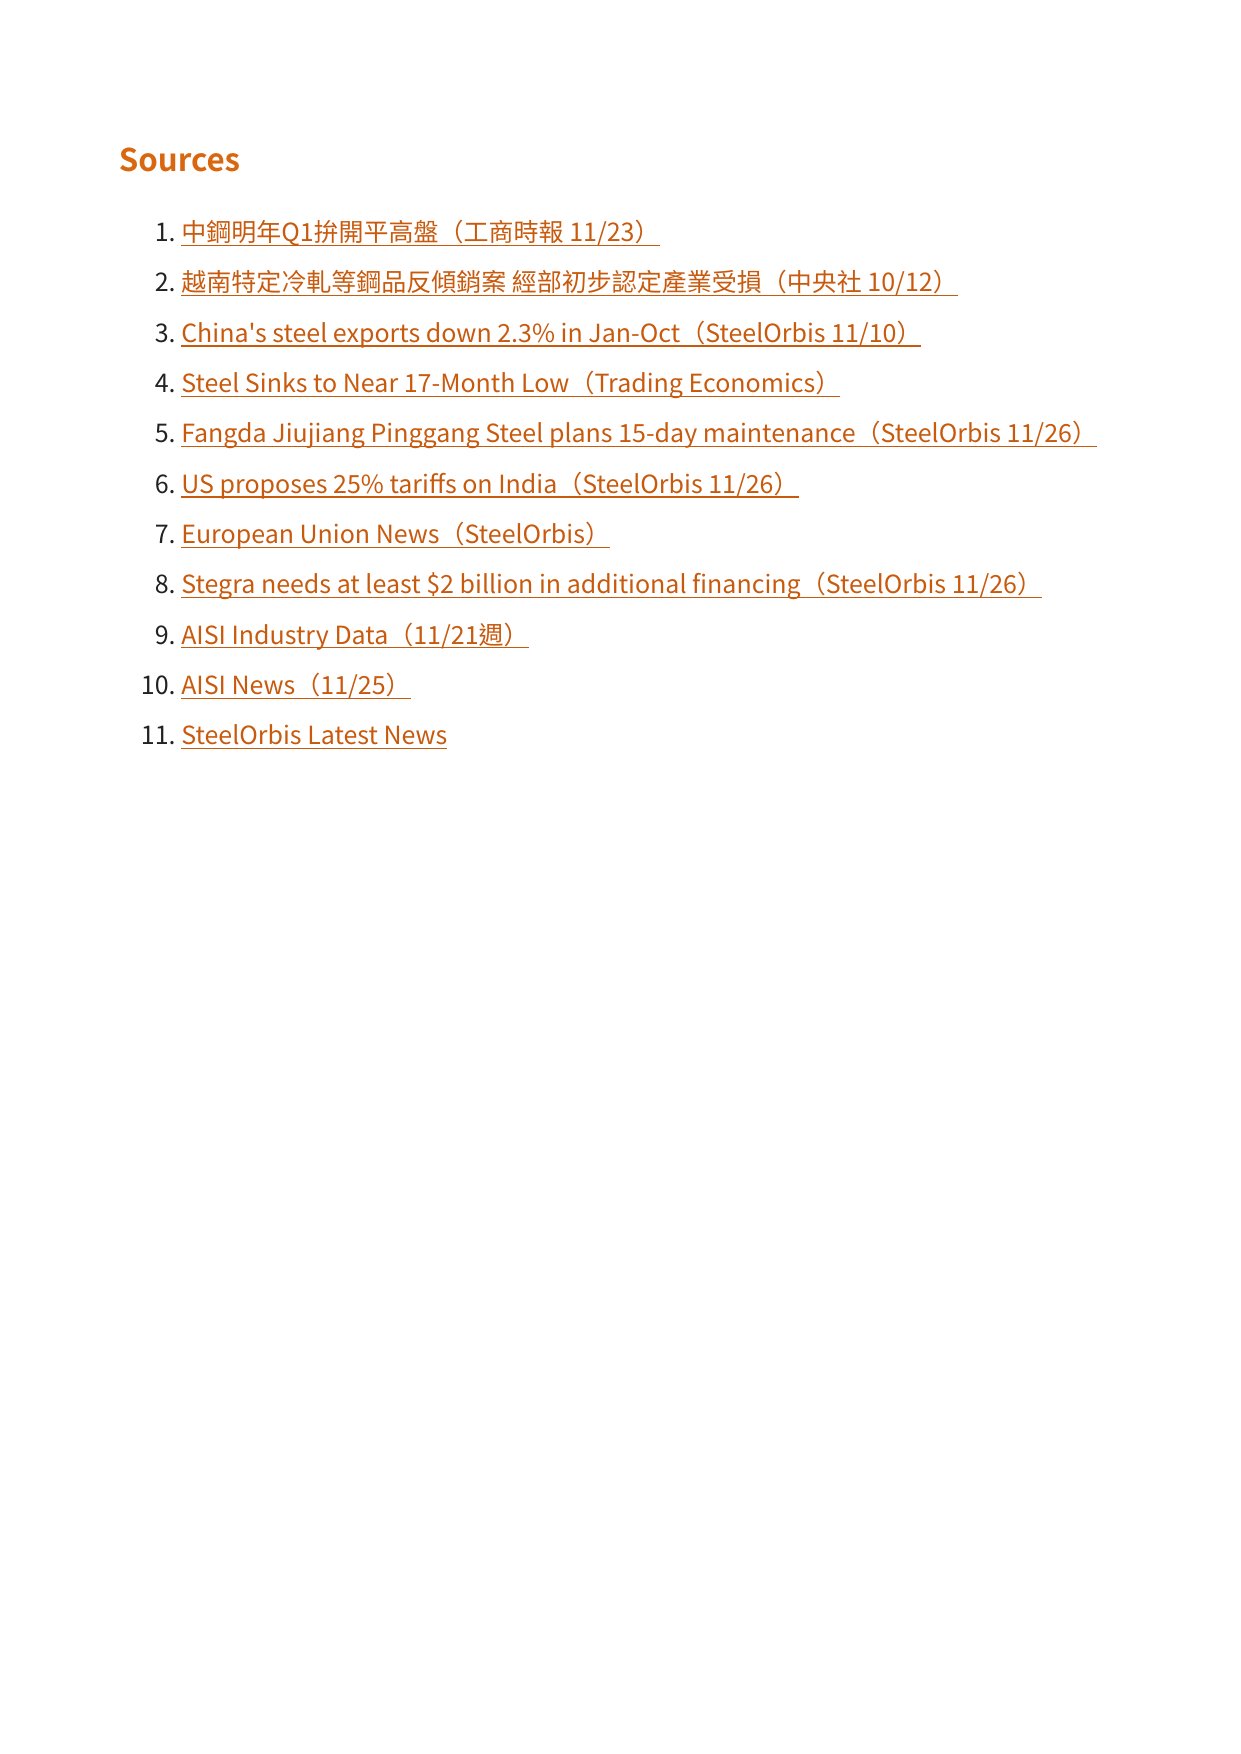 Sources
1. 中鋼明年Q1拚開平高盤（工商時報 11/23）
2. 越南特定冷軋等鋼品反傾銷案 經部初步認定產業受損（中央社 10/12）
3. China's steel exports down 2.3% in Jan-Oct（SteelOrbis 11/10）
4. Steel Sinks to Near 17-Month Low（Trading Economics）
5. Fangda Jiujiang Pinggang Steel plans 15-day maintenance（SteelOrbis 11/26）
6. US proposes 25% tariffs on India（SteelOrbis 11/26）
7. European Union News（SteelOrbis）
8. Stegra needs at least $2 billion in additional financing（SteelOrbis 11/26）
9. AISI Industry Data（11/21週）
10. AISI News（11/25）
11. SteelOrbis Latest News